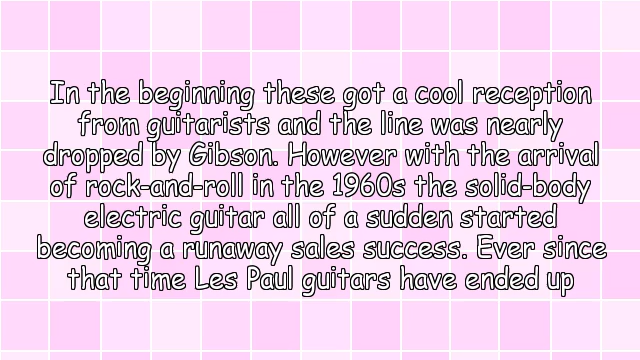 In the beginning these got a cool reception
from guitarists and the line was nearly
dropped by Gibson. However with the arrival
of rock-and-roll in the 1960s the solid-body
electric guitar all of a sudden started
becoming a runaway sales success. Ever since
that time Les Paul guitars have ended up